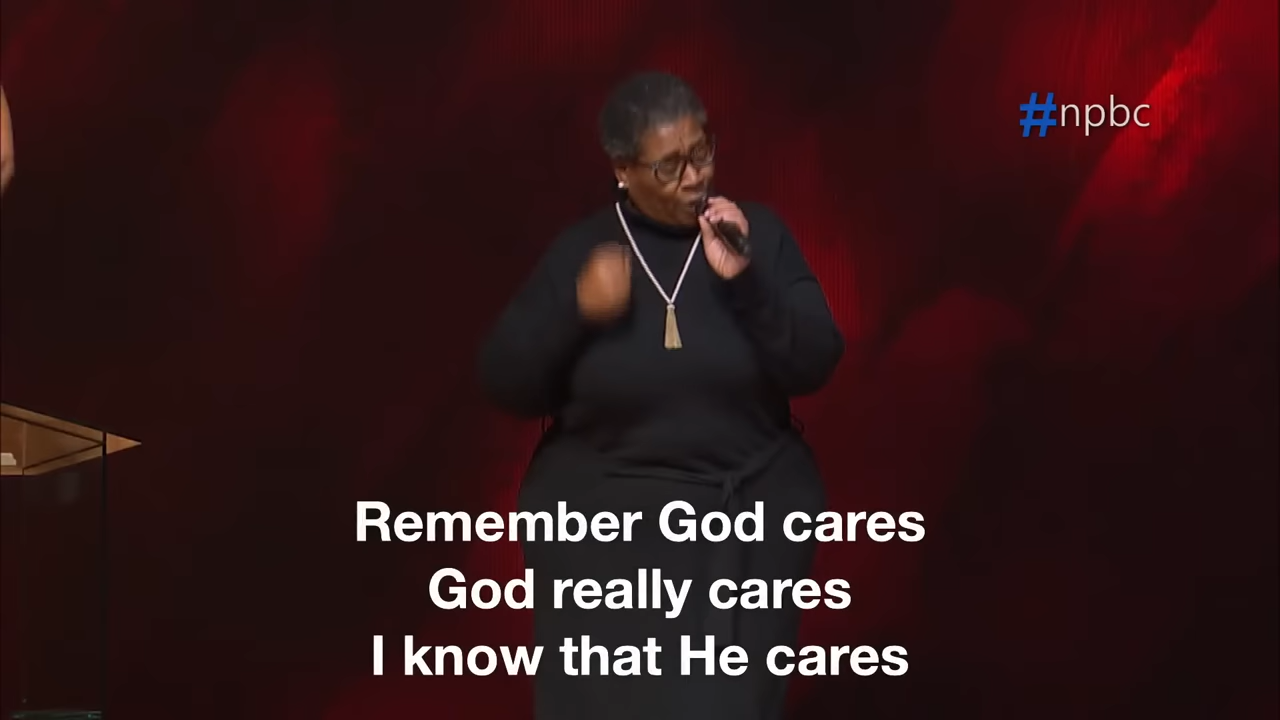 #npbc
Remember God cares
God really cares
I know that He cares